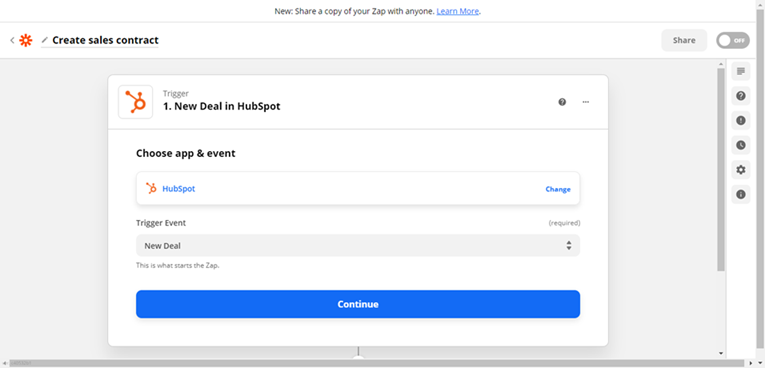 New: Share a copy of your Zap with anyone. Learn More.
Create sales contract
Share
OFF
Trigger
1. New Deal in HubSpot
Choose app & event
HubSpot
Change
Trigger Event
(required)
New Deal
This is what starts the Zap.
Continue